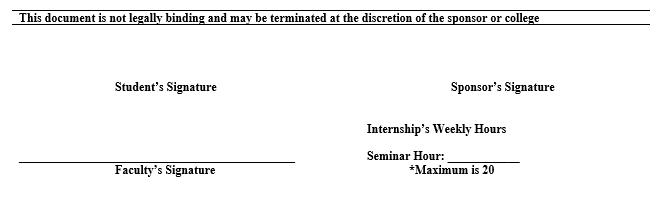 This document is not legally binding and may be terminated at the discretion of the sponsor or college
Student's Signature
Sponsor's Signature
Internship's Weekly Hours
Seminar Hour: ____________
Faculty's Signature
*Maximum is 20